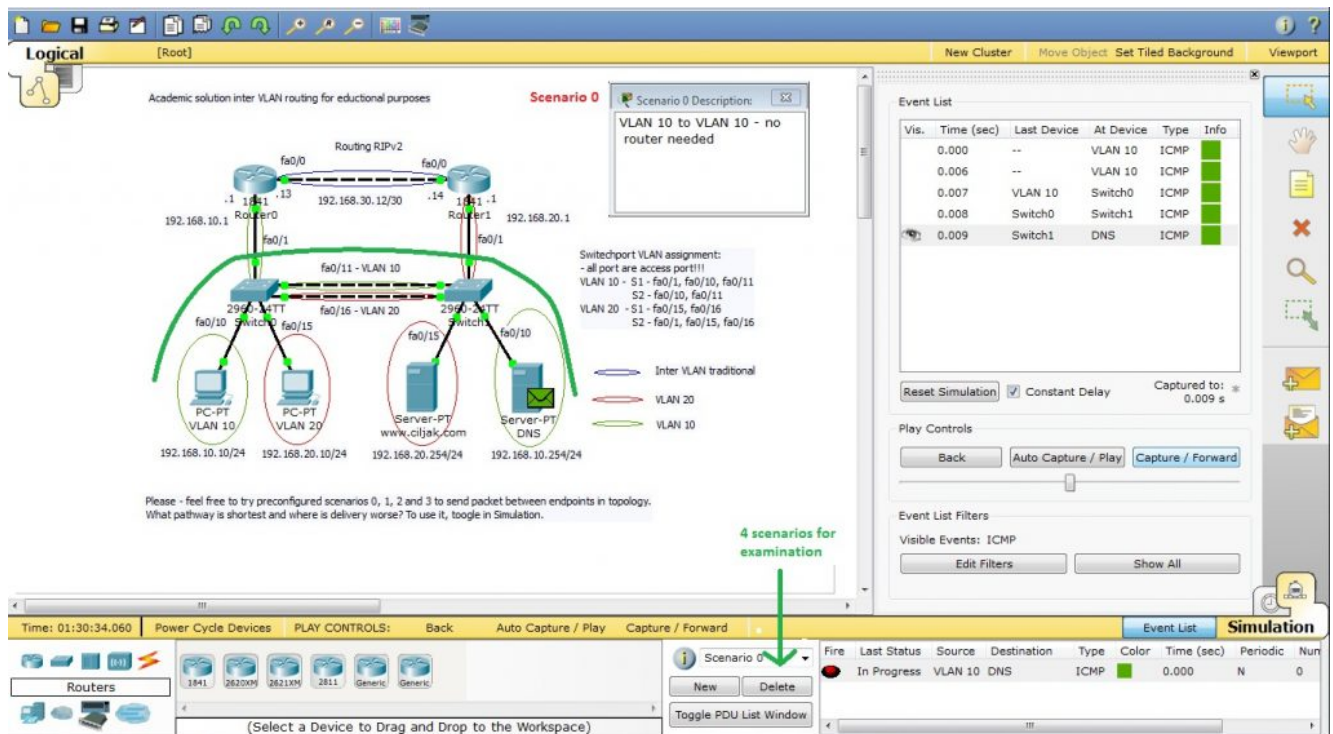 Logical
[Root]
New Cluster
Move Object
Set Tiled Background
Viewport
Academic solution inter VLAN routing for eductional purposes
Scenario 0
Scenario 0 Description:
VLAN 10 to VLAN 10 - no
router needed
Routing RIPv2
fa0/0
fa0/0
.1
.13
192.168.30.12/30
.14
.1
1841
Router0
1841
Router1
192.168.10.1
192.168.20.1
fa0/1
fa0/1
fa0/11 - VLAN 10
fa0/16 - VLAN 20
2960-24TT
Switch0
2960-24TT
Switch1
fa0/10
fa0/15
fa0/15
fa0/10
Switechport VLAN assignment:
- all port are access port!!!
VLAN 10 - S1 - fa0/1, fa0/10, fa0/11
S2 - fa0/10, fa0/11
VLAN 20 - S1 - fa0/15, fa0/16
S2 - fa0/1, fa0/15, fa0/16
Inter VLAN traditional
VLAN 20
VLAN 10
PC-PT
VLAN 10
PC-PT
VLAN 20
Server-PT
www.ciljak.com
Server-PT
DNS
192.168.10.10/24
192.168.20.10/24
192.168.20.254/24
192.168.10.254/24
Please - feel free to try preconfigured scenarios 0, 1, 2 and 3 to send packet between endpoints in topology.
What pathway is shortest and where is delivery worse? To use it, toogle in Simulation.
4 scenarios for
examination
Event List
Vis. Time (sec) Last Device At Device Type Info
0.000 -- VLAN 10 ICMP
0.006 -- VLAN 10 ICMP
0.007 VLAN 10 Switch0 ICMP
0.008 Switch0 Switch1 ICMP
0.009 Switch1 DNS ICMP
Reset Simulation
Constant Delay
Captured to: *
0.009 s
Play Controls
Back
Auto Capture / Play
Capture / Forward
Event List Filters
Visible Events: ICMP
Edit Filters
Show All
Time: 01:30:34.060
Power Cycle Devices
PLAY CONTROLS:
Back
Auto Capture / Play
Capture / Forward
Event List
Simulation
Routers
1841
2620XM
2621XM
2811
Generic
Generic
(Select a Device to Drag and Drop to the Workspace)
Scenario 0
New
Delete
Toggle PDU List Window
Fire Last Status Source Destination Type Color Time (sec) Periodic Num
In Progress VLAN 10 DNS ICMP 0.000 N 0